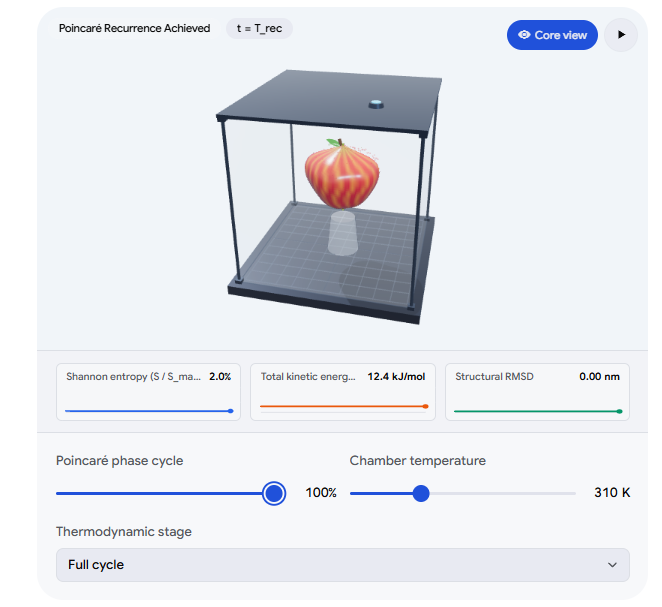 Poincaré Recurrence Achieved
t = T_rec
Core view
Shannon entropy (S / S_ma... 2.0%
Total kinetic energ... 12.4 kJ/mol
Structural RMSD 0.00 nm
Poincaré phase cycle
100%
Chamber temperature
310 K
Thermodynamic stage
Full cycle